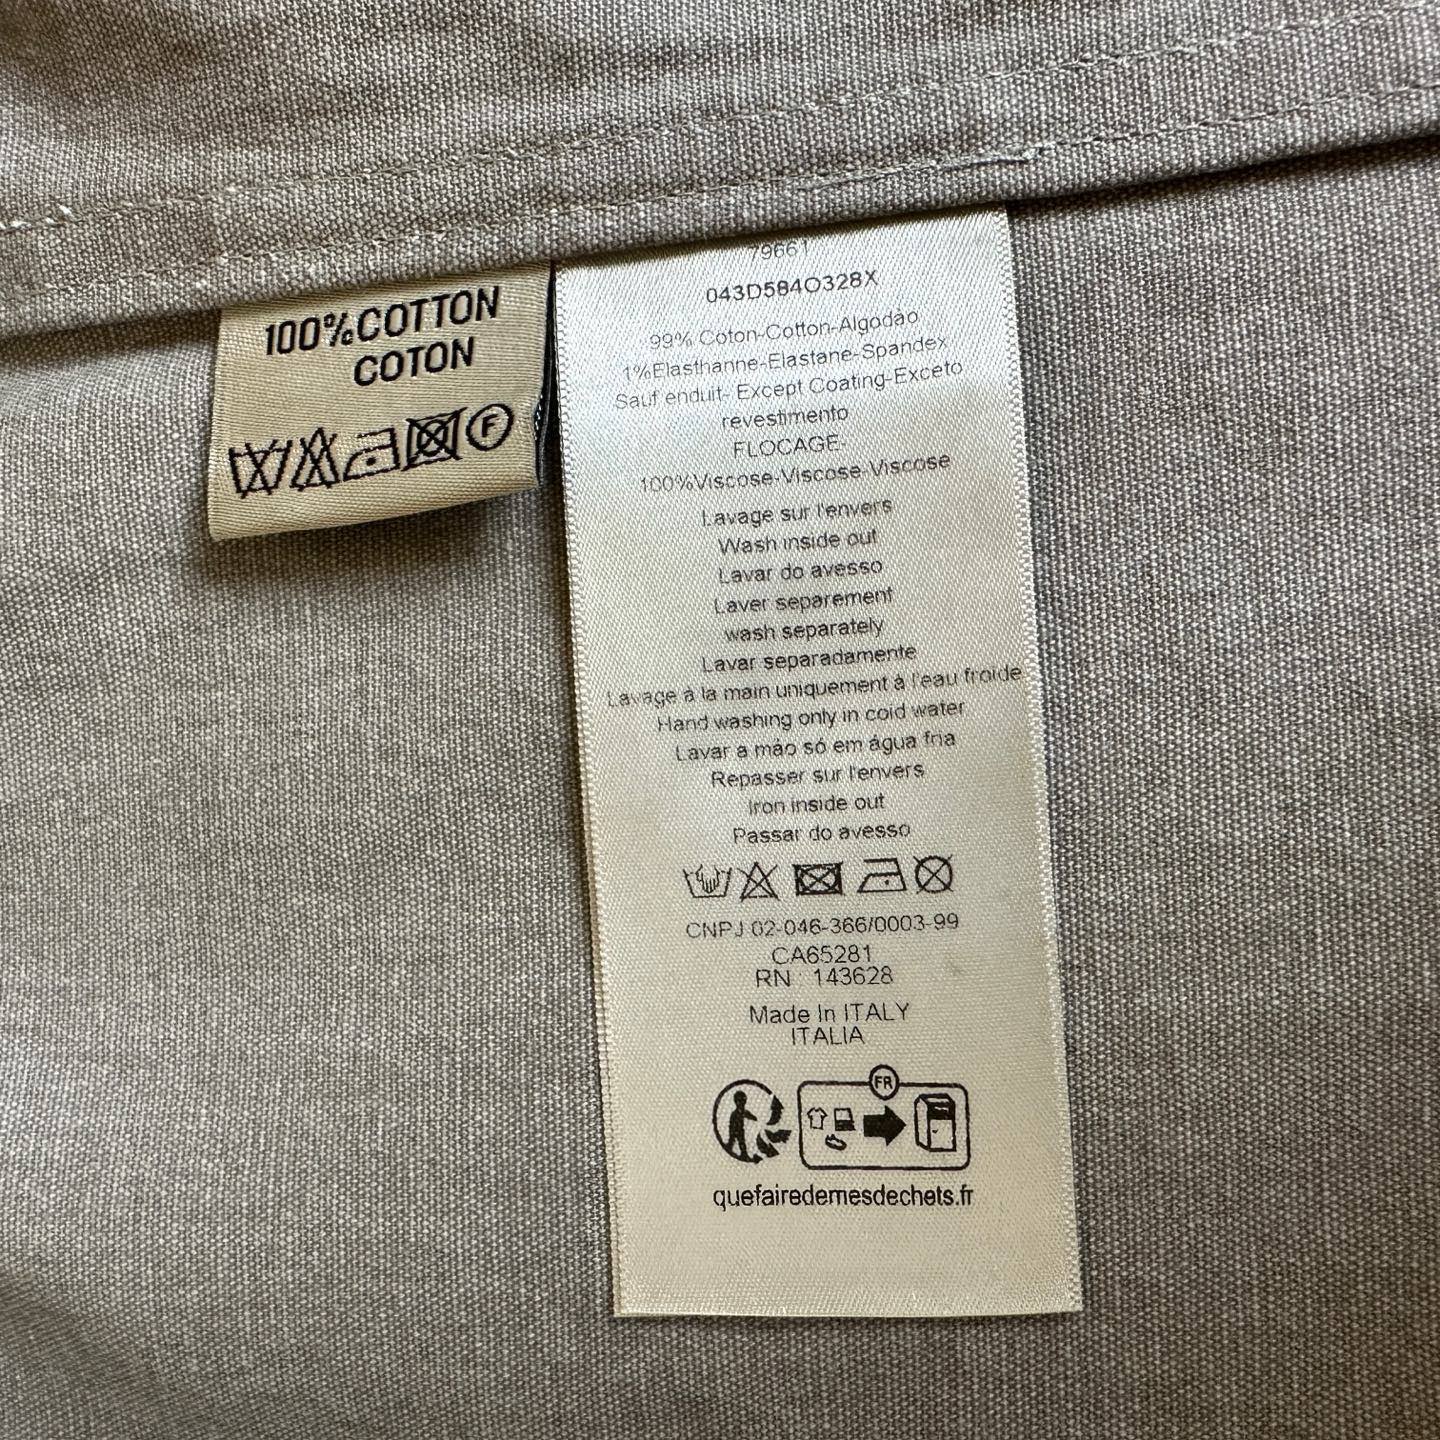 100%COTTON
COTON
F
79661
043D584O328X
99% Coton-Cotton-Algodão
1%Elasthanne-Elastane-Spandex
Sauf enduit- Except Coating-Exceto
revestimento
FLOCAGE-
100%Viscose-Viscose-Viscose
Lavage sur l'envers
Wash inside out
Lavar do avesso
Laver separement
wash separately
Lavar separadamente
Lavage à la main uniquement à l'eau froide
Hand washing only in cold water
Lavar a mão só em água fria
Repasser sur l'envers
Iron inside out
Passar do avesso
CNPJ 02-046-366/0003-99
CA65281
RN : 143628
Made In ITALY
ITALIA
FR
quefairedemesdechets.fr